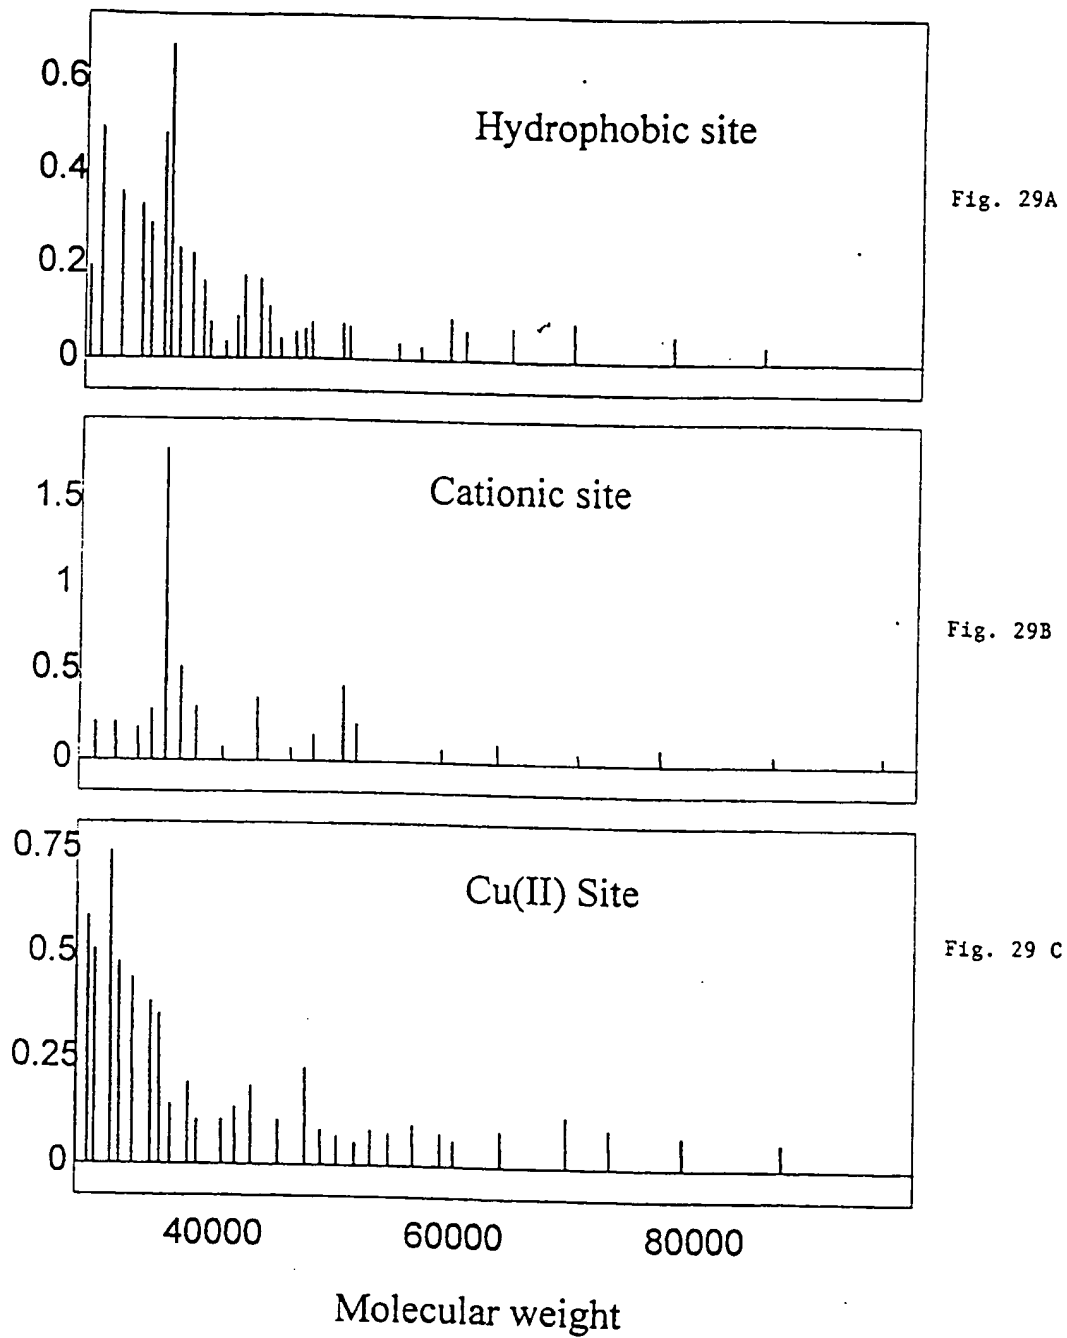 0.6
Hydrophobic site
0.4
Fig. 29A
0.2
0
1.5
Cationic site
1
Fig. 29B
0.5
0
0.75
Cu(II) Site
0.5
Fig. 29 C
0.25
0
40000 60000 80000
Molecular weight